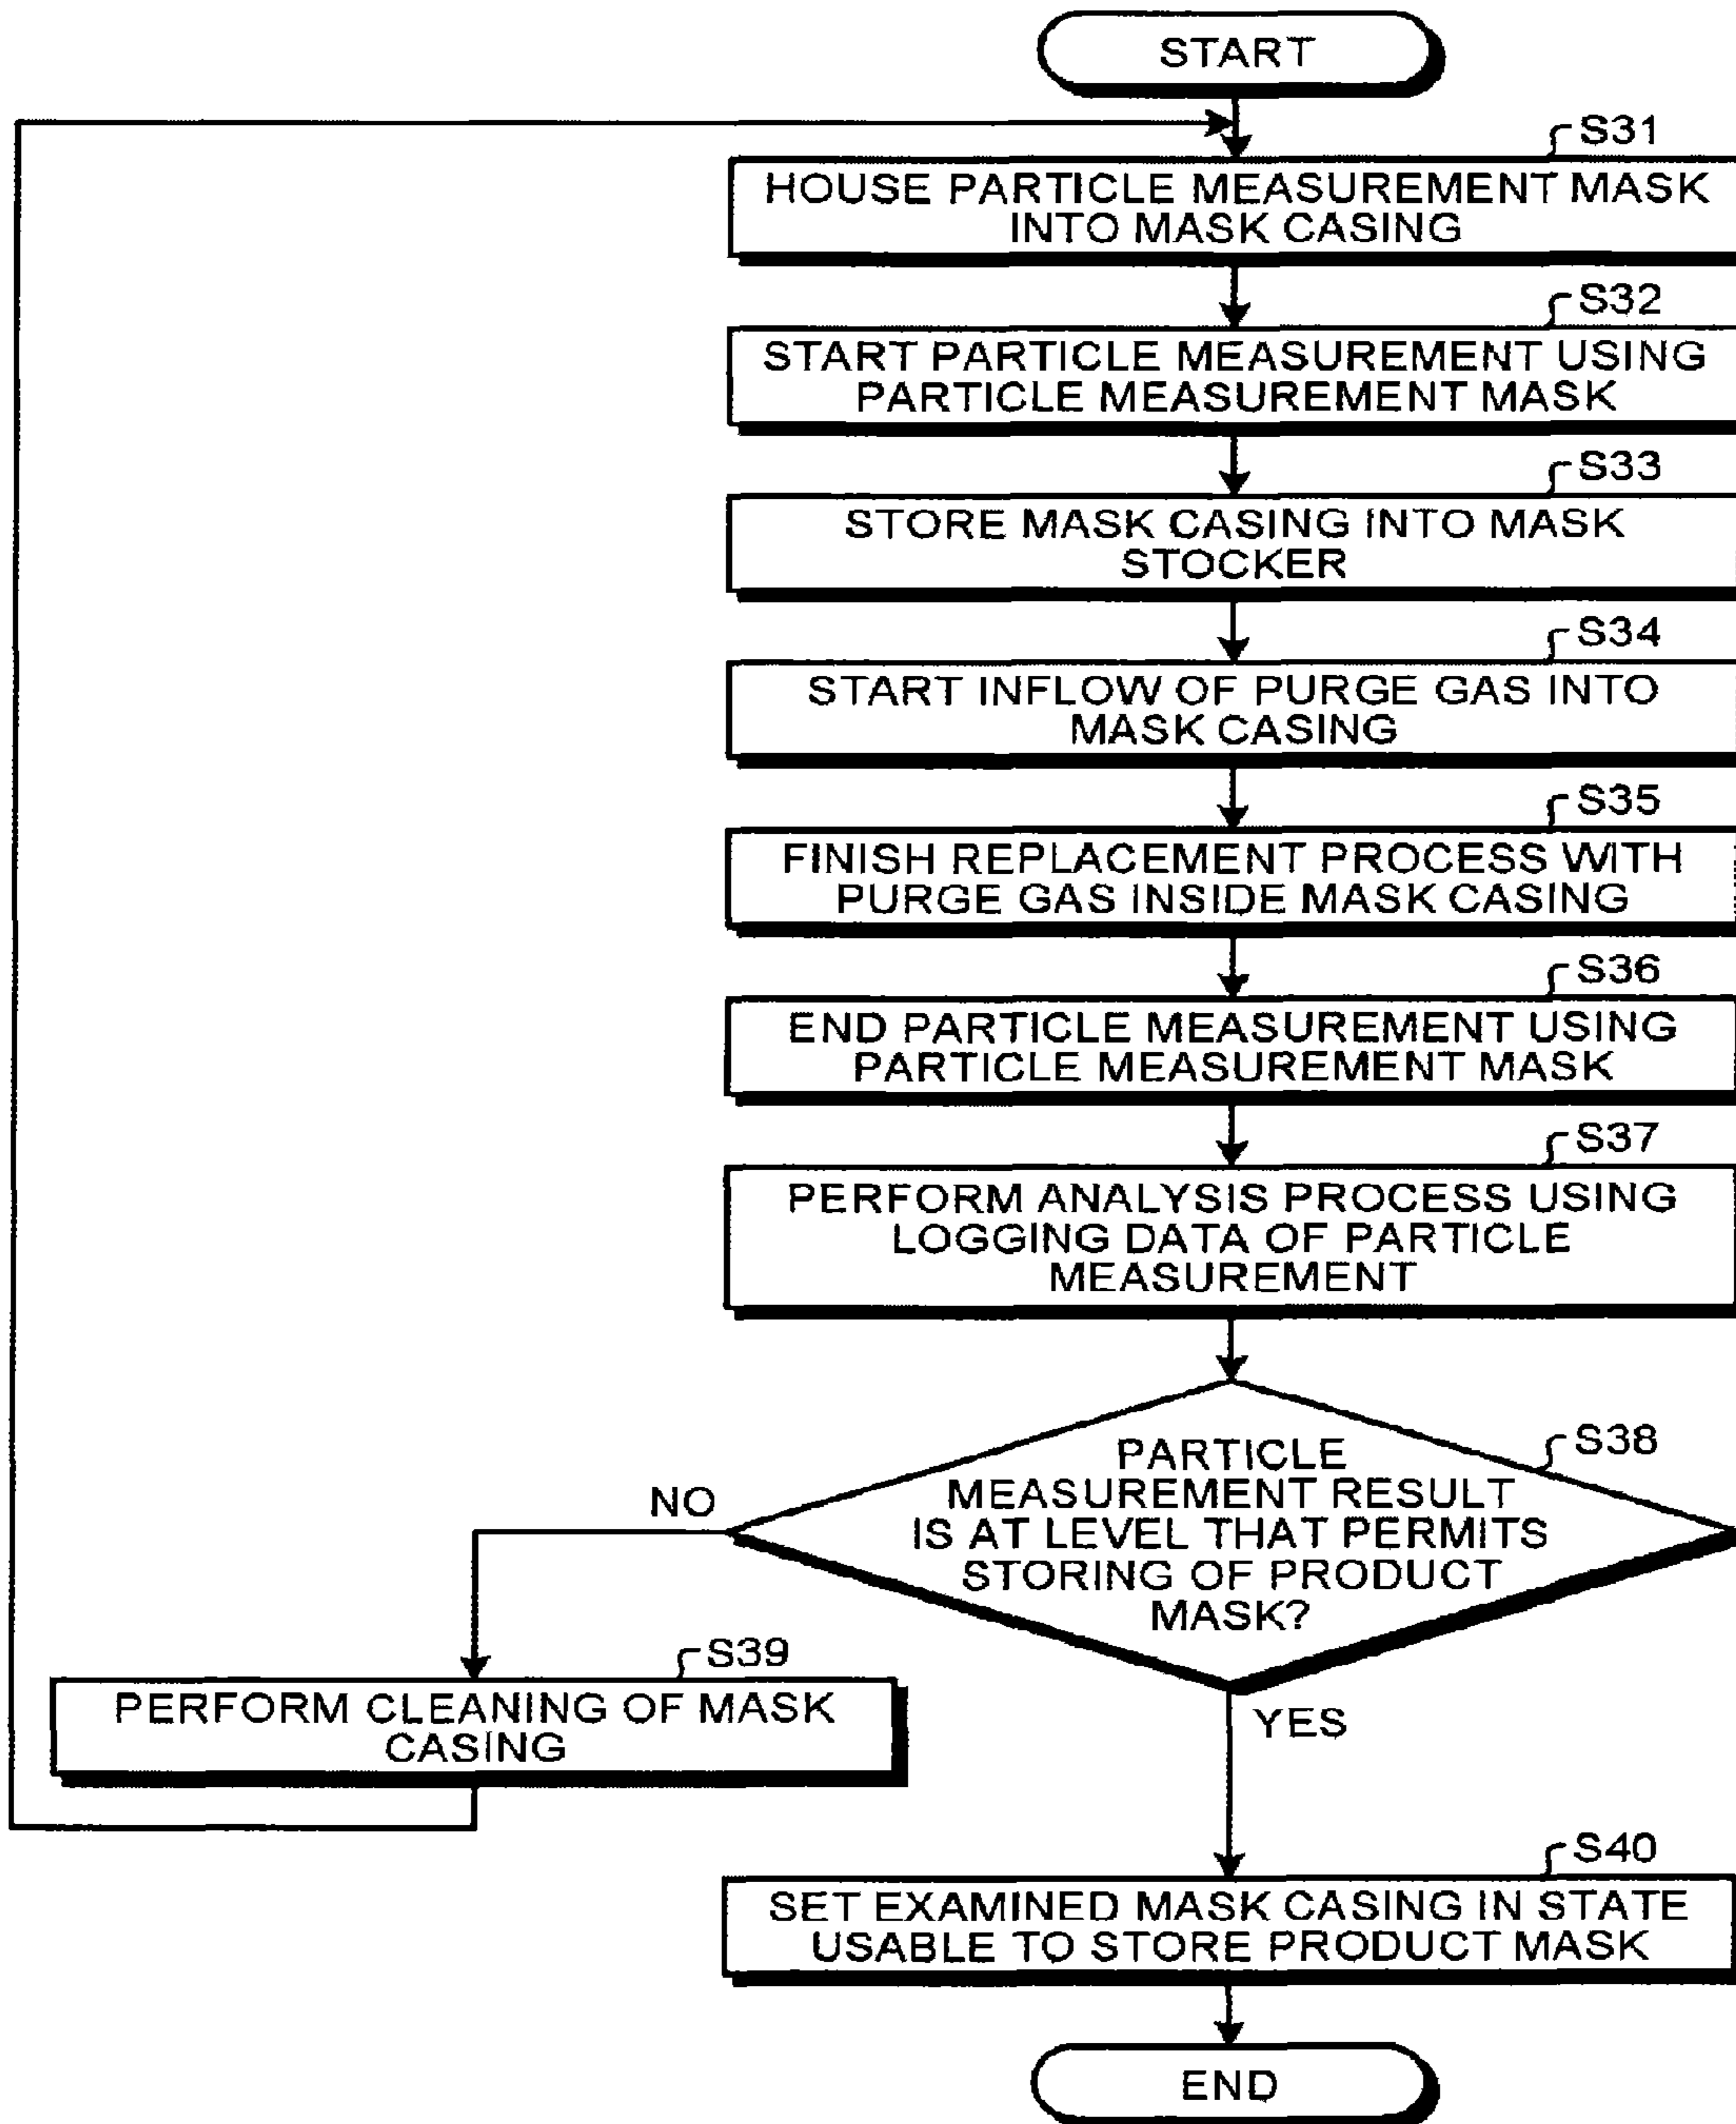 START
S31
HOUSE PARTICLE MEASUREMENT MASK
INTO MASK CASING
S32
START PARTICLE MEASUREMENT USING
PARTICLE MEASUREMENT MASK
S33
STORE MASK CASING INTO MASK
STOCKER
S34
START INFLOW OF PURGE GAS INTO
MASK CASING
S35
FINISH REPLACEMENT PROCESS WITH
PURGE GAS INSIDE MASK CASING
S36
END PARTICLE MEASUREMENT USING
PARTICLE MEASUREMENT MASK
S37
PERFORM ANALYSIS PROCESS USING
LOGGING DATA OF PARTICLE
MEASUREMENT
S38
PARTICLE
MEASUREMENT RESULT
IS AT LEVEL THAT PERMITS
STORING OF PRODUCT
MASK?
NO
S39
PERFORM CLEANING OF MASK
CASING
YES
S40
SET EXAMINED MASK CASING IN STATE
USABLE TO STORE PRODUCT MASK
END